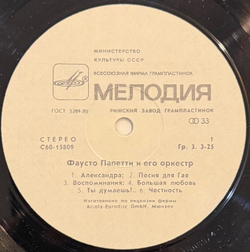 МИНИСТЕРСТВО
КУЛЬТУРЫ СССР
ВСЕСОЮЗНАЯ ФИРМА ГРАМПЛАСТИНОК
МЕЛОДИЯ
ГОСТ 5289-80
РИЖСКИЙ ЗАВОД ГРАМПЛАСТИНОК
33
СТЕРЕО
С60-15809
1
Гр. 3. 3-25
Фаусто Папетти и его оркестр
1. Александра; 2. Песня для Гая
3. Воспоминания; 4. Большая любовь
5. Ты думаешь!.. 6. Честность
Изготовлено по лицензии фирмы
Ariola-Eurodisc GmbH, Мюнхен